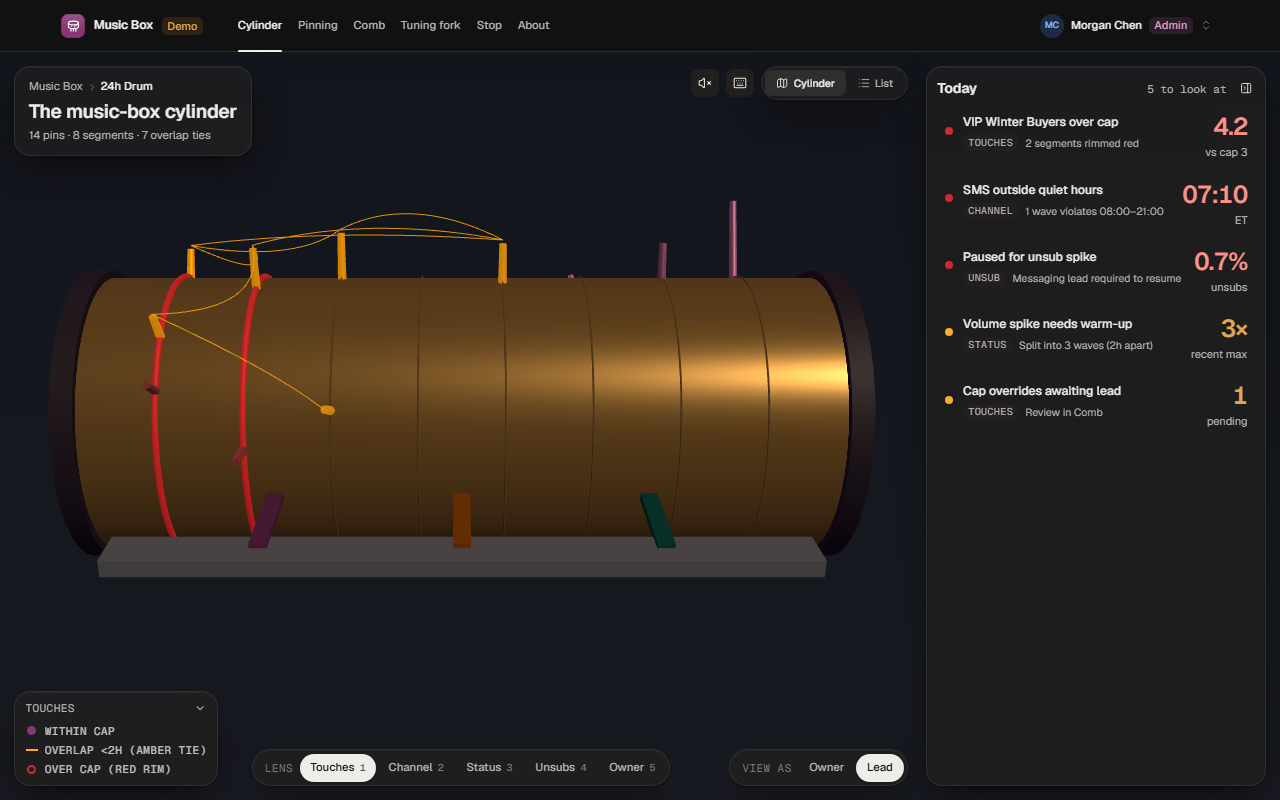 Music Box Demo Cylinder Pinning Comb Tuning fork Stop About MC Morgan Chen Admin
Music Box > 24h Drum
The music-box cylinder
14 pins · 8 segments · 7 overlap ties
Cylinder List
Today 5 to look at
VIP Winter Buyers over cap 4.2
TOUCHES 2 segments rimmed red vs cap 3
SMS outside quiet hours 07:10
CHANNEL 1 wave violates 08:00–21:00 ET
Paused for unsub spike 0.7%
UNSUB Messaging lead required to resume unsubs
Volume spike needs warm-up 3×
STATUS Split into 3 waves (2h apart) recent max
Cap overrides awaiting lead 1
TOUCHES Review in Comb pending
TOUCHES
WITHIN CAP
OVERLAP <2H (AMBER TIE)
OVER CAP (RED RIM)
LENS Touches 1 Channel 2 Status 3 Unsubs 4 Owner 5
VIEW AS Owner Lead